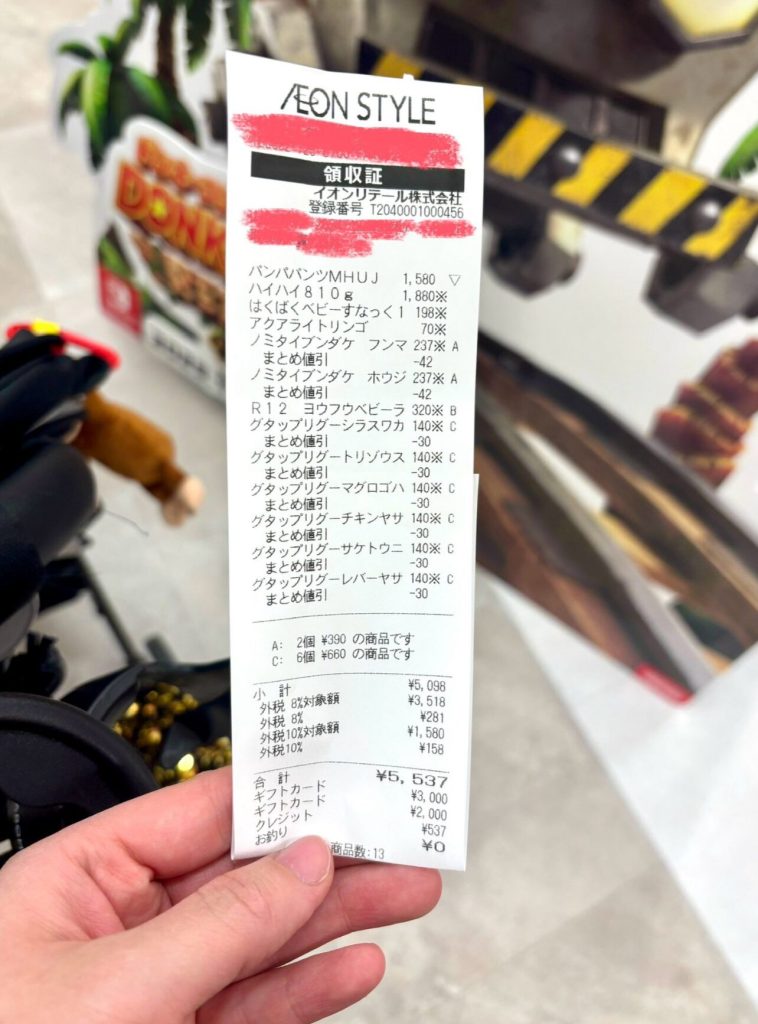 ÆON STYLE
領収証
イオンリテール株式会社
登録番号 T2040001000456
パンパパンツMHUJ 1,580 ▽
ハイハイ810g 1,880※
はくばくベビーすなっく1 198※
アクアライトリンゴ 70※
ノミタイブンダケ フンマ 237※ A
まとめ値引 -42
ノミタイブンダケ ホウジ 237※ A
まとめ値引 -42
R12 ヨウフウベビーラ 320※ B
グタップリグーシラスワカ 140※ C
まとめ値引 -30
グタップリグートリゾウス 140※ C
まとめ値引 -30
グタップリグーマグロゴハ 140※ C
まとめ値引 -30
グタップリグーチキンヤサ 140※ C
まとめ値引 -30
グタップリグーサケトウニ 140※ C
まとめ値引 -30
グタップリグーレバーヤサ 140※ C
まとめ値引 -30
A: 2個 ¥390 の商品です
C: 6個 ¥660 の商品です
小計 ¥5,098
外税 8%対象額 ¥3,518
外税 8% ¥281
外税10%対象額 ¥1,580
外税10% ¥158
合計 ¥5,537
ギフトカード ¥3,000
ギフトカード ¥2,000
クレジット ¥537
お釣り ¥0
商品数:13
DONK